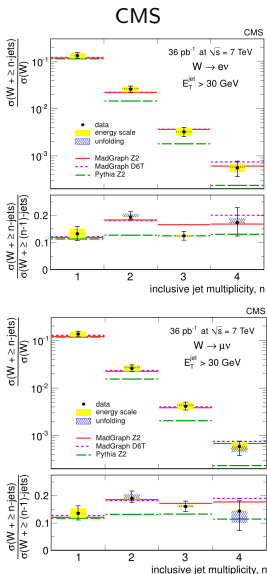 CMS
CMS
36 pb⁻¹ at √s = 7 TeV
W → eν
E_T^jet > 30 GeV
σ(W + ≥ n-jets)
σ(W)
10⁻¹
10⁻²
10⁻³
data
energy scale
unfolding
MadGraph Z2
MadGraph D6T
Pythia Z2
σ(W + ≥ n-jets)
σ(W + ≥ (n-1)-jets)
0.2
0.1
0
1 2 3 4
inclusive jet multiplicity, n
CMS
36 pb⁻¹ at √s = 7 TeV
W → μν
E_T^jet > 30 GeV
σ(W + ≥ n-jets)
σ(W)
10⁻¹
10⁻²
10⁻³
data
energy scale
unfolding
MadGraph Z2
MadGraph D6T
Pythia Z2
σ(W + ≥ n-jets)
σ(W + ≥ (n-1)-jets)
0.2
0.1
0
1 2 3 4
inclusive jet multiplicity, n